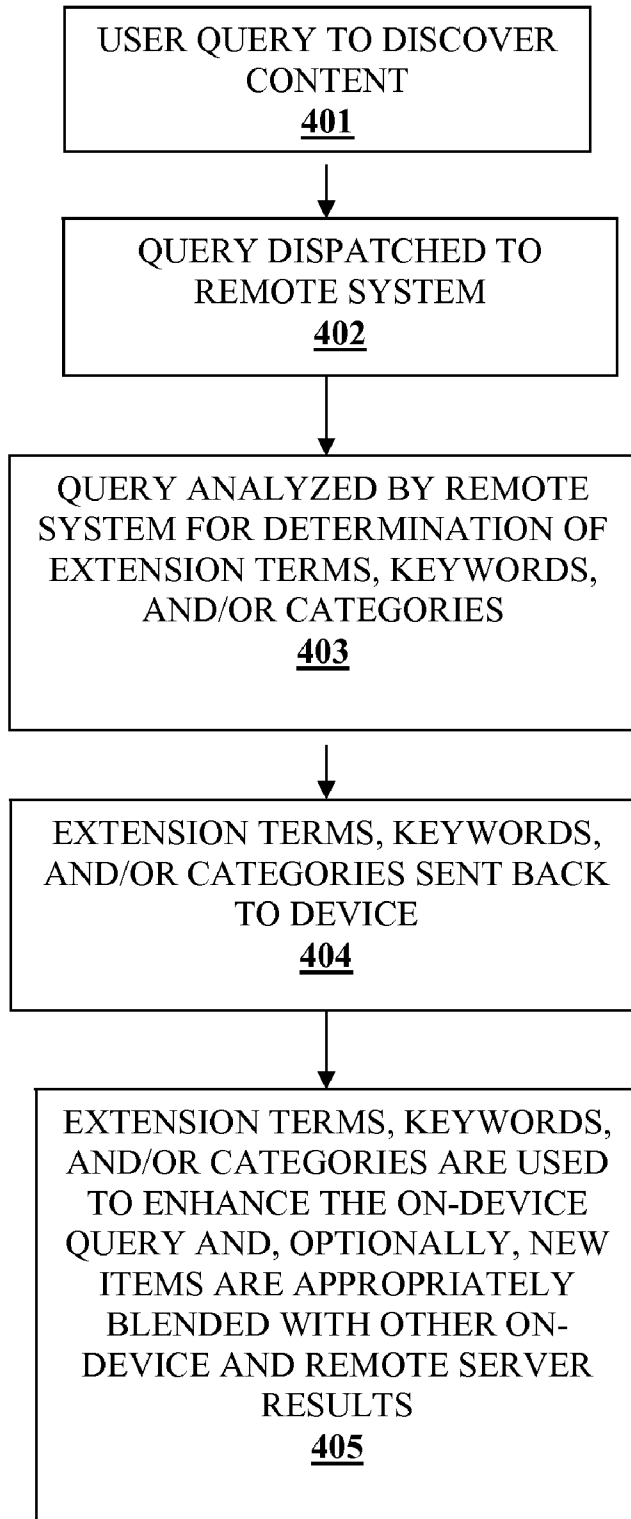 USER QUERY TO DISCOVER
CONTENT
401
QUERY DISPATCHED TO
REMOTE SYSTEM
402
QUERY ANALYZED BY REMOTE
SYSTEM FOR DETERMINATION OF
EXTENSION TERMS, KEYWORDS,
AND/OR CATEGORIES
403
EXTENSION TERMS, KEYWORDS,
AND/OR CATEGORIES SENT BACK
TO DEVICE
404
EXTENSION TERMS, KEYWORDS,
AND/OR CATEGORIES ARE USED
TO ENHANCE THE ON-DEVICE
QUERY AND, OPTIONALLY, NEW
ITEMS ARE APPROPRIATELY
BLENDED WITH OTHER ON-
DEVICE AND REMOTE SERVER
RESULTS
405